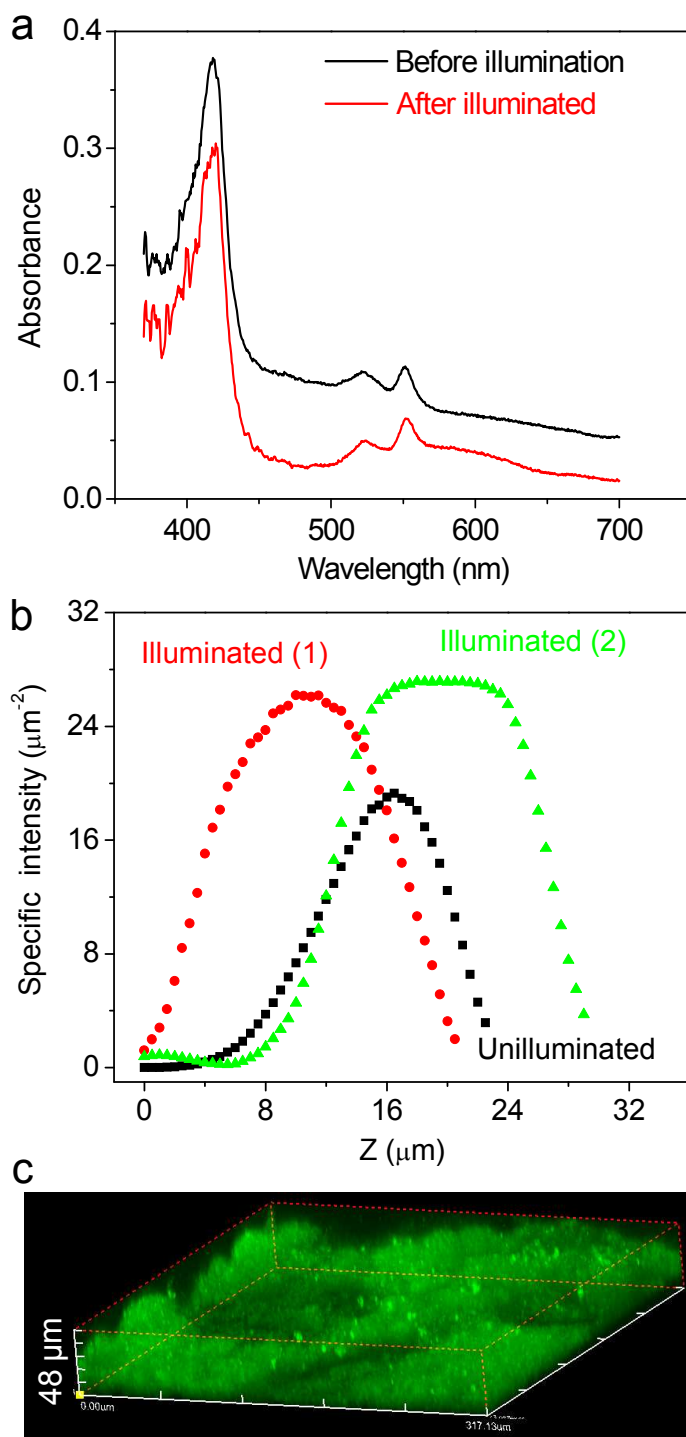 a
0.4
Before illumination
After illuminated
0.3
Absorbance
0.2
0.1
0.0
400 500 600 700
Wavelength (nm)
b
32
Illuminated (1) Illuminated (2)
24
Specific intensity (μm⁻²)
16
8
Unilluminated
0
0 8 16 24 32
Z (μm)
c
48 μm
0.00um
317.13um